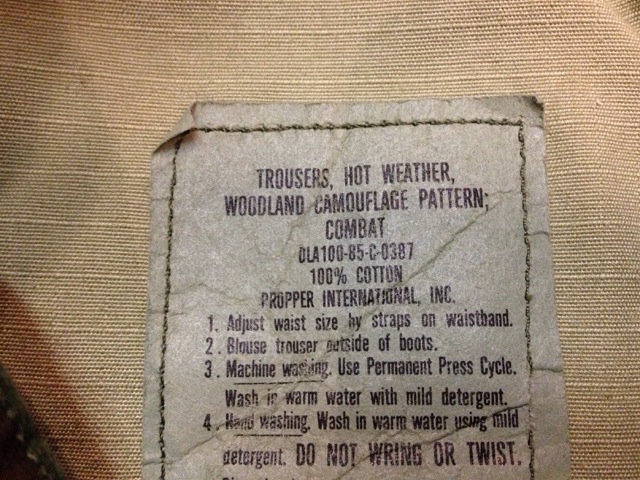 TROUSERS, HOT WEATHER,
WOODLAND CAMOUFLAGE PATTERN;
COMBAT
DLA100-85-C-0387
100% COTTON
PROPPER INTERNATIONAL, INC.
1. Adjust waist size by straps on waistband.
2. Blouse trouser outside of boots.
3. Machine washing. Use Permanent Press Cycle.
Wash in warm water with mild detergent.
4. Hand washing. Wash in warm water using mild
detergent. DO NOT WRING OR TWIST.